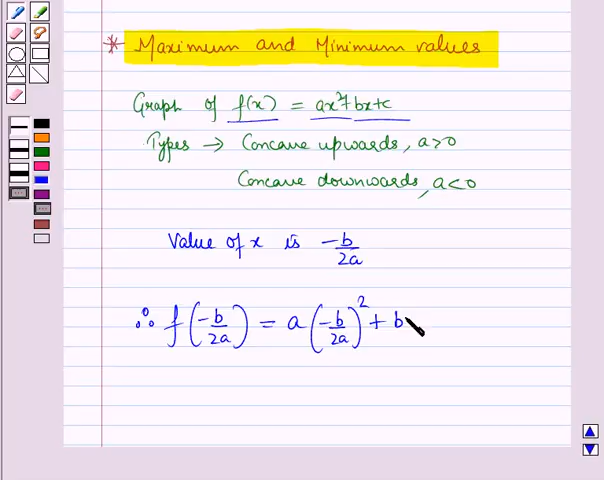 * Maximum and Minimum values
Graph of f(x) = ax²+bx+c
Types → Concave upwards, a>0
Concave downwards, a<0
Value of x is -b/2a
∴ f(-b/2a) = a(-b/2a)² + b